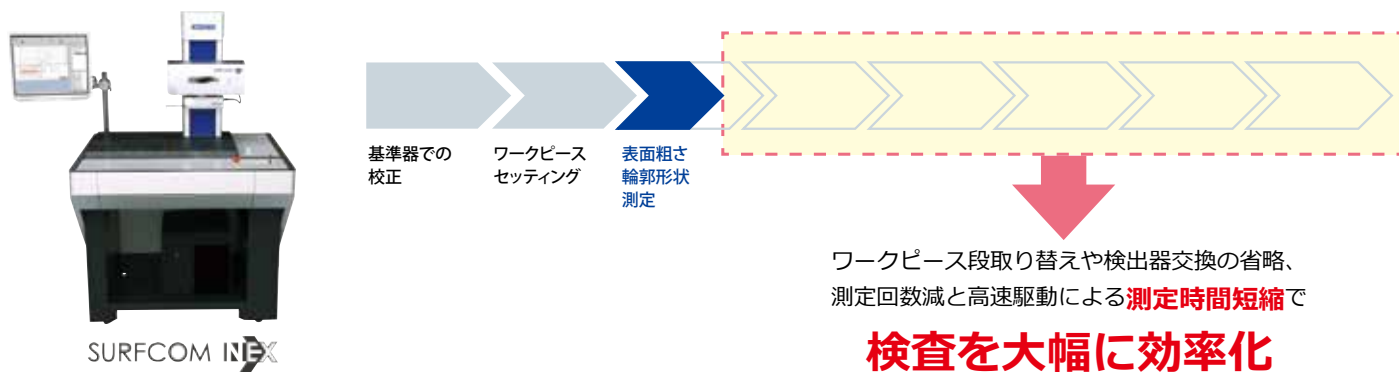 基準器での
校正
ワークピース
セッティング
表面粗さ
輪郭形状
測定
ワークピース段取り替えや検出器交換の省略、
測定回数減と高速駆動による測定時間短縮で
検査を大幅に効率化
SURFCOM INEX